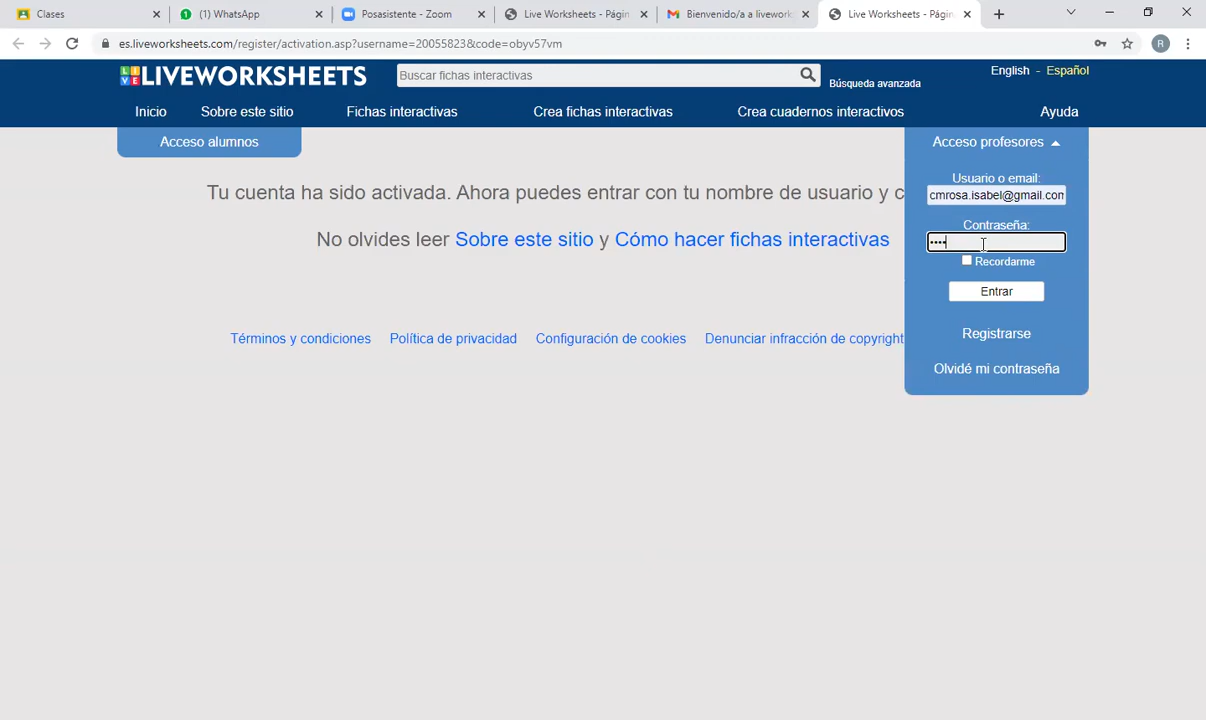 Clases
(1) WhatsApp
Posasistente - Zoom
Live Worksheets - Págin
Bienvenido/a a livework
Live Worksheets - Págin
es.liveworksheets.com/register/activation.asp?username=20055823&code=obyv57vm
R
LIVEWORKSHEETS
Buscar fichas interactivas
Búsqueda avanzada
English - Español
Inicio
Sobre este sitio
Fichas interactivas
Crea fichas interactivas
Crea cuadernos interactivos
Ayuda
Acceso alumnos
Acceso profesores
Usuario o email:
cmrosa.isabel@gmail.con
Contraseña:
••••
Recordarme
Entrar
Registrarse
Olvidé mi contraseña
Tu cuenta ha sido activada. Ahora puedes entrar con tu nombre de usuario y c
No olvides leer Sobre este sitio y Cómo hacer fichas interactivas
Términos y condiciones
Política de privacidad
Configuración de cookies
Denunciar infracción de copyright